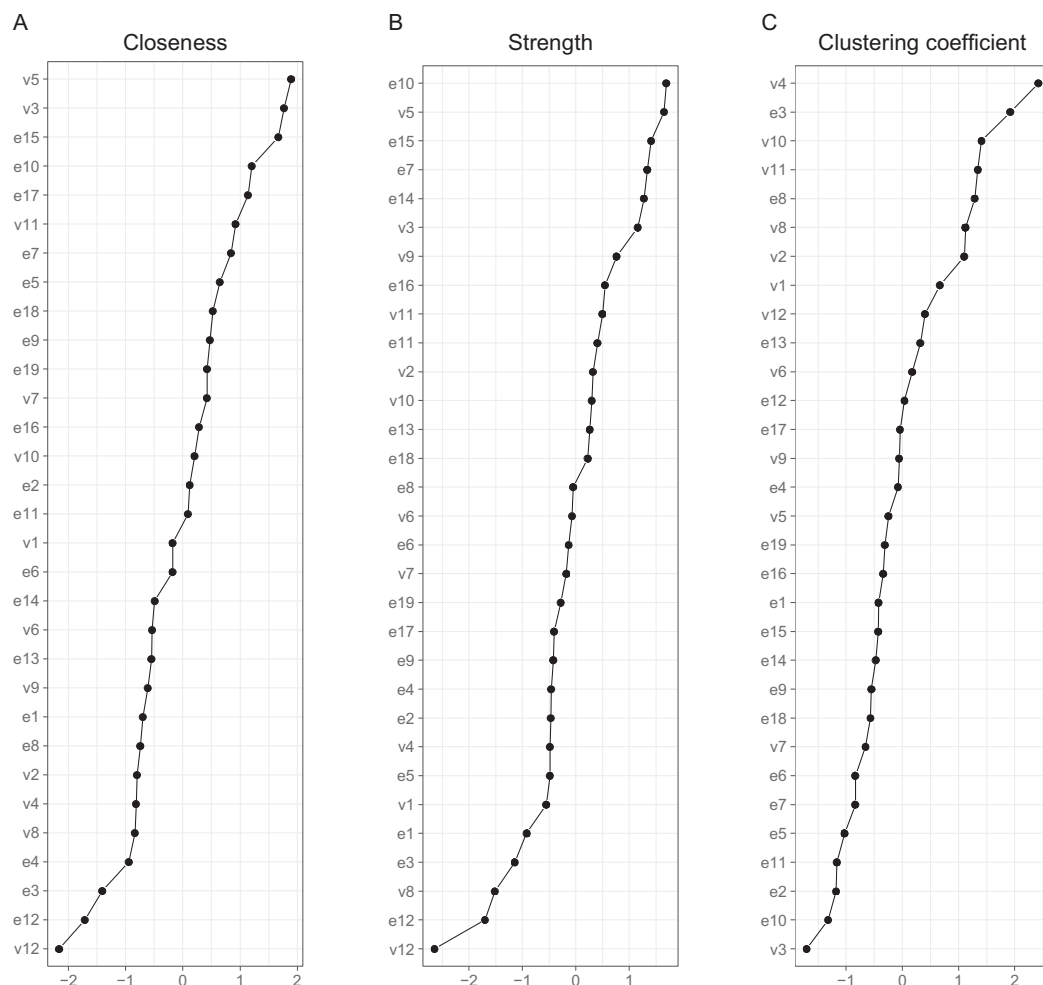 A
Closeness
v5
v3
e15
e10
e17
v11
e7
e5
e18
e9
e19
v7
e16
v10
e2
e11
v1
e6
e14
v6
e13
v9
e1
e8
v2
v4
v8
e4
e3
e12
v12
−2 −1 0 1 2
B
Strength
e10
v5
e15
e7
e14
v3
v9
e16
v11
e11
v2
v10
e13
e18
e8
v6
e6
v7
e19
e17
e9
e4
e2
v4
e5
v1
e1
e3
v8
e12
v12
−2 −1 0 1
C
Clustering coefficient
v4
e3
v10
v11
e8
v8
v2
v1
v12
e13
v6
e12
e17
v9
e4
v5
e19
e16
e1
e15
e14
e9
e18
v7
e6
e7
e5
e11
e2
e10
v3
−1 0 1 2